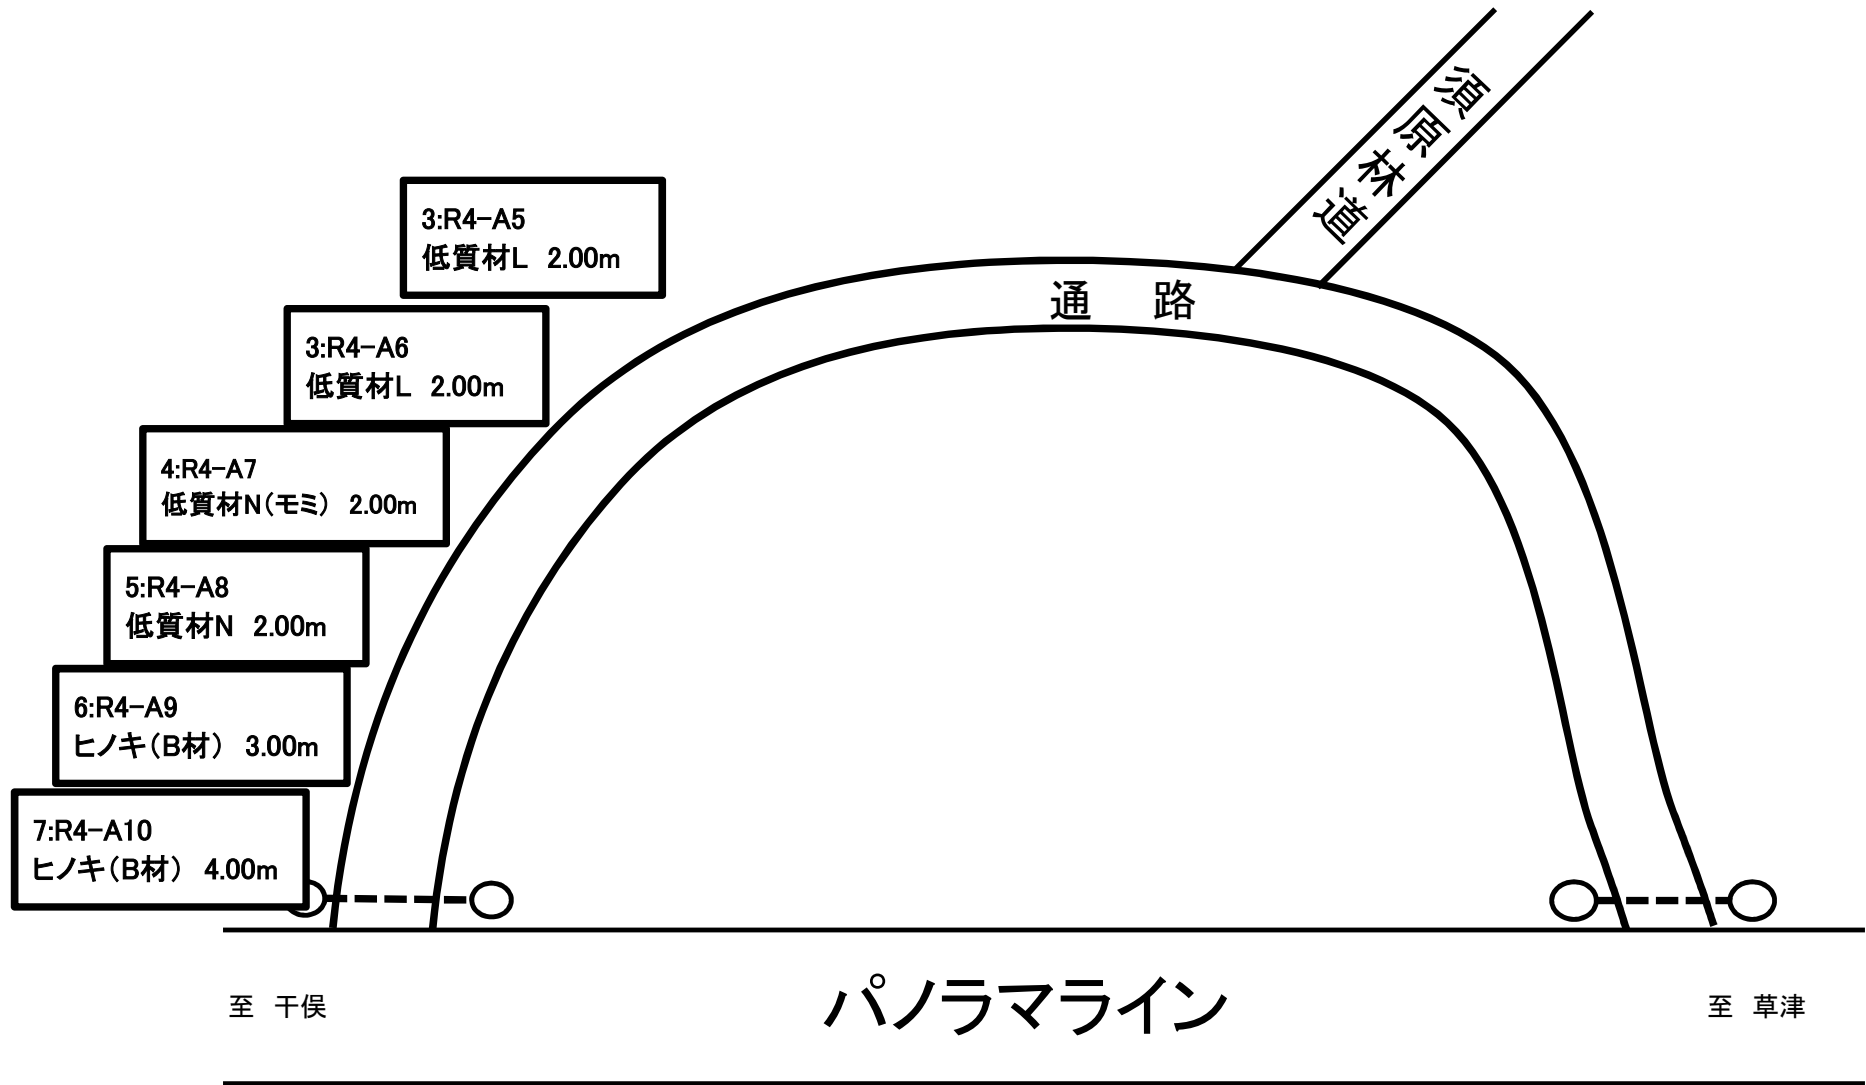 須原林道
3:R4-A5
低質材L 2.00m
通 路
3:R4-A6
低質材L 2.00m
4:R4-A7
低質材N(モミ) 2.00m
5:R4-A8
低質材N 2.00m
6:R4-A9
ヒノキ(B材) 3.00m
7:R4-A10
ヒノキ(B材) 4.00m
至 干俣
パノラマライン
至 草津